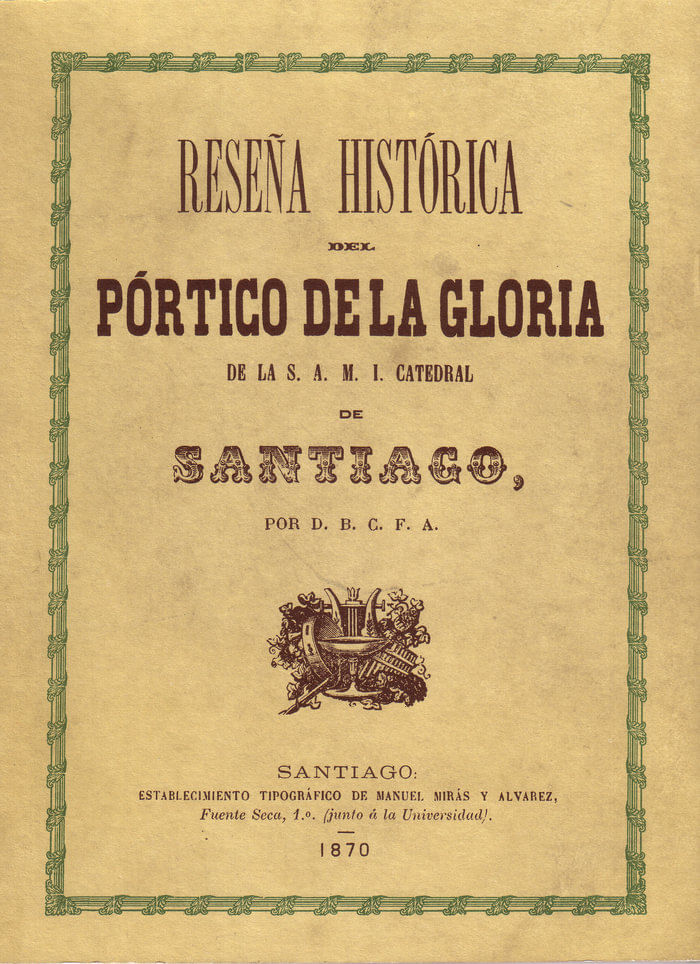 RESEÑA HISTÓRICA
DEL
PÓRTICO DE LA GLORIA
DE LA S. A. M. I. CATEDRAL
DE
SANTIAGO,
POR D. B. C. F. A.
SANTIAGO:
ESTABLECIMIENTO TIPOGRÁFICO DE MANUEL MIRÁS Y ALVAREZ,
Fuente Seca, 1.º (junto á la Universidad).
1870